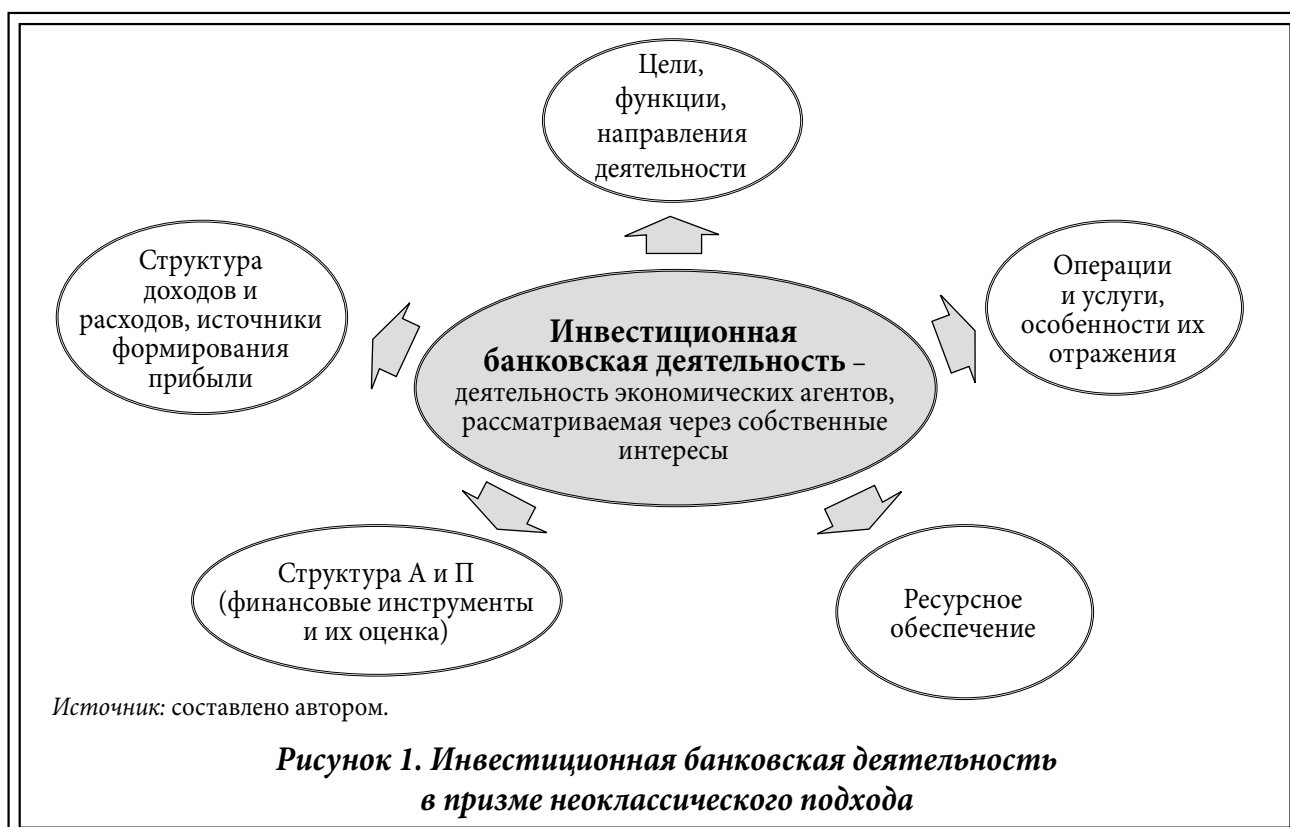 Цели,
функции,
направления
деятельности
Структура
доходов и
расходов, источники
формирования
прибыли
Операции
и услуги,
особенности их
отражения
Инвестиционная
банковская деятельность –
деятельность экономических агентов,
рассматриваемая через собственные
интересы
Структура А и П
(финансовые инструменты
и их оценка)
Ресурсное
обеспечение
Источник: составлено автором.
Рисунок 1. Инвестиционная банковская деятельность
в призме неоклассического подхода